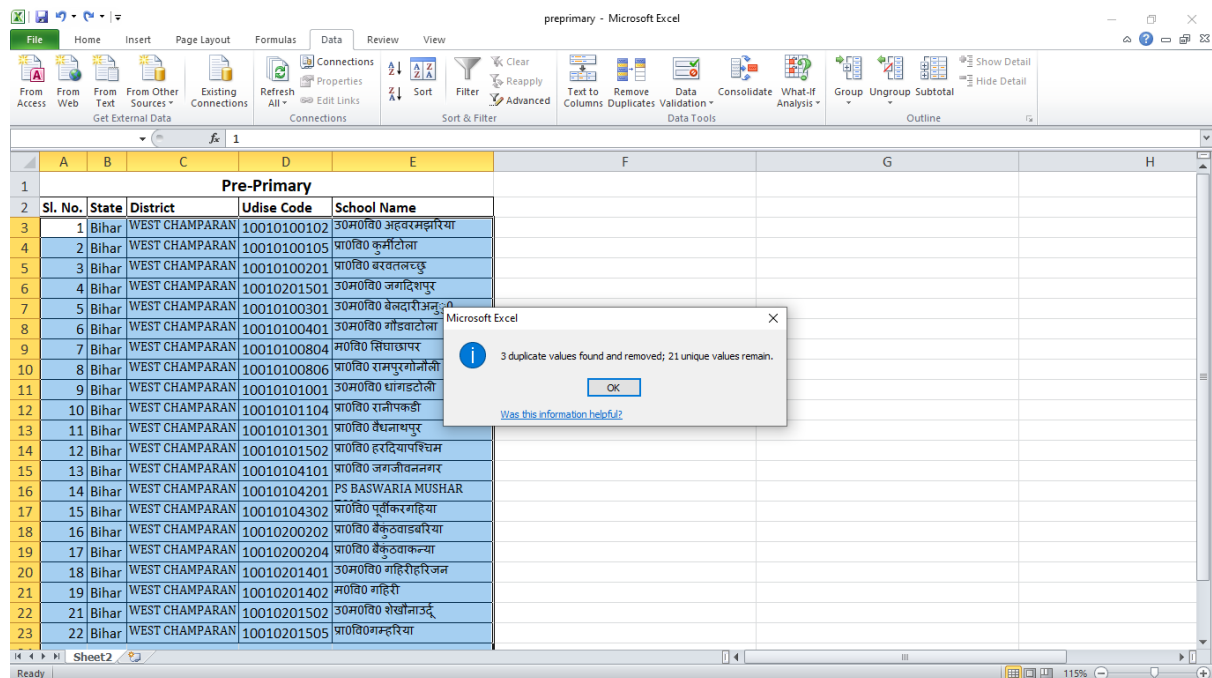 preprimary - Microsoft Excel
File Home Insert Page Layout Formulas Data Review View
From Access From Web From Text From Other Sources Existing Connections Refresh All Connections Properties Edit Links Sort Filter Clear Reapply Advanced Text to Columns Remove Duplicates Data Validation Consolidate What-If Analysis Group Ungroup Subtotal Show Detail Hide Detail
Get External Data Connections Sort & Filter Data Tools Outline
fx 1
A B C D E F G H
1 Pre-Primary
2 Sl. No. State District Udise Code School Name
3 1 Bihar WEST CHAMPARAN 10010100102 उ0म0वि0 अहवरमझरिया
4 2 Bihar WEST CHAMPARAN 10010100105 प्रा0वि0 कुर्मीटोला
5 3 Bihar WEST CHAMPARAN 10010100201 प्रा0वि0 बरवतलच्छु
6 4 Bihar WEST CHAMPARAN 10010201501 उ0म0वि0 जगदिशपुर
7 5 Bihar WEST CHAMPARAN 10010100301 उ0म0वि0
8 6 Bihar WEST CHAMPARAN 10010100401 उ0म0वि0 गौडवाटोला
9 7 Bihar WEST CHAMPARAN 10010100804 म0वि0 सिंघाछापर
10 8 Bihar WEST CHAMPARAN 10010100806 प्रा0वि0 रामपुरगोनौली
11 9 Bihar WEST CHAMPARAN 10010101001 उ0म0वि0 धांगडटोली
12 10 Bihar WEST CHAMPARAN 10010101104 प्रा0वि0 रानीपकडी
13 11 Bihar WEST CHAMPARAN 10010101301 प्रा0वि0 वैधनाथपुर
14 12 Bihar WEST CHAMPARAN 10010101502 प्रा0वि0 हरदियापश्चिम
15 13 Bihar WEST CHAMPARAN 10010104101 प्रा0वि0 जगजीवननगर
16 14 Bihar WEST CHAMPARAN 10010104201 PS BASWARIA MUSHAR
17 15 Bihar WEST CHAMPARAN 10010104302 प्रा0वि0 पूर्वीकरगहिया
18 16 Bihar WEST CHAMPARAN 10010200202 प्रा0वि0 बैकुंठवाडबरिया
19 17 Bihar WEST CHAMPARAN 10010200204 प्रा0वि0 बैकुंठवाकन्या
20 18 Bihar WEST CHAMPARAN 10010201401 उ0म0वि0 गहिरीहरिजन
21 19 Bihar WEST CHAMPARAN 10010201402 म0वि0 गहिरी
22 21 Bihar WEST CHAMPARAN 10010201502 उ0म0वि0 शेखौनाउर्दू
23 22 Bihar WEST CHAMPARAN 10010201505 प्रा0वि0गम्हरिया
Microsoft Excel
3 duplicate values found and removed; 21 unique values remain.
OK
Was this information helpful?
Sheet2
Ready 115%